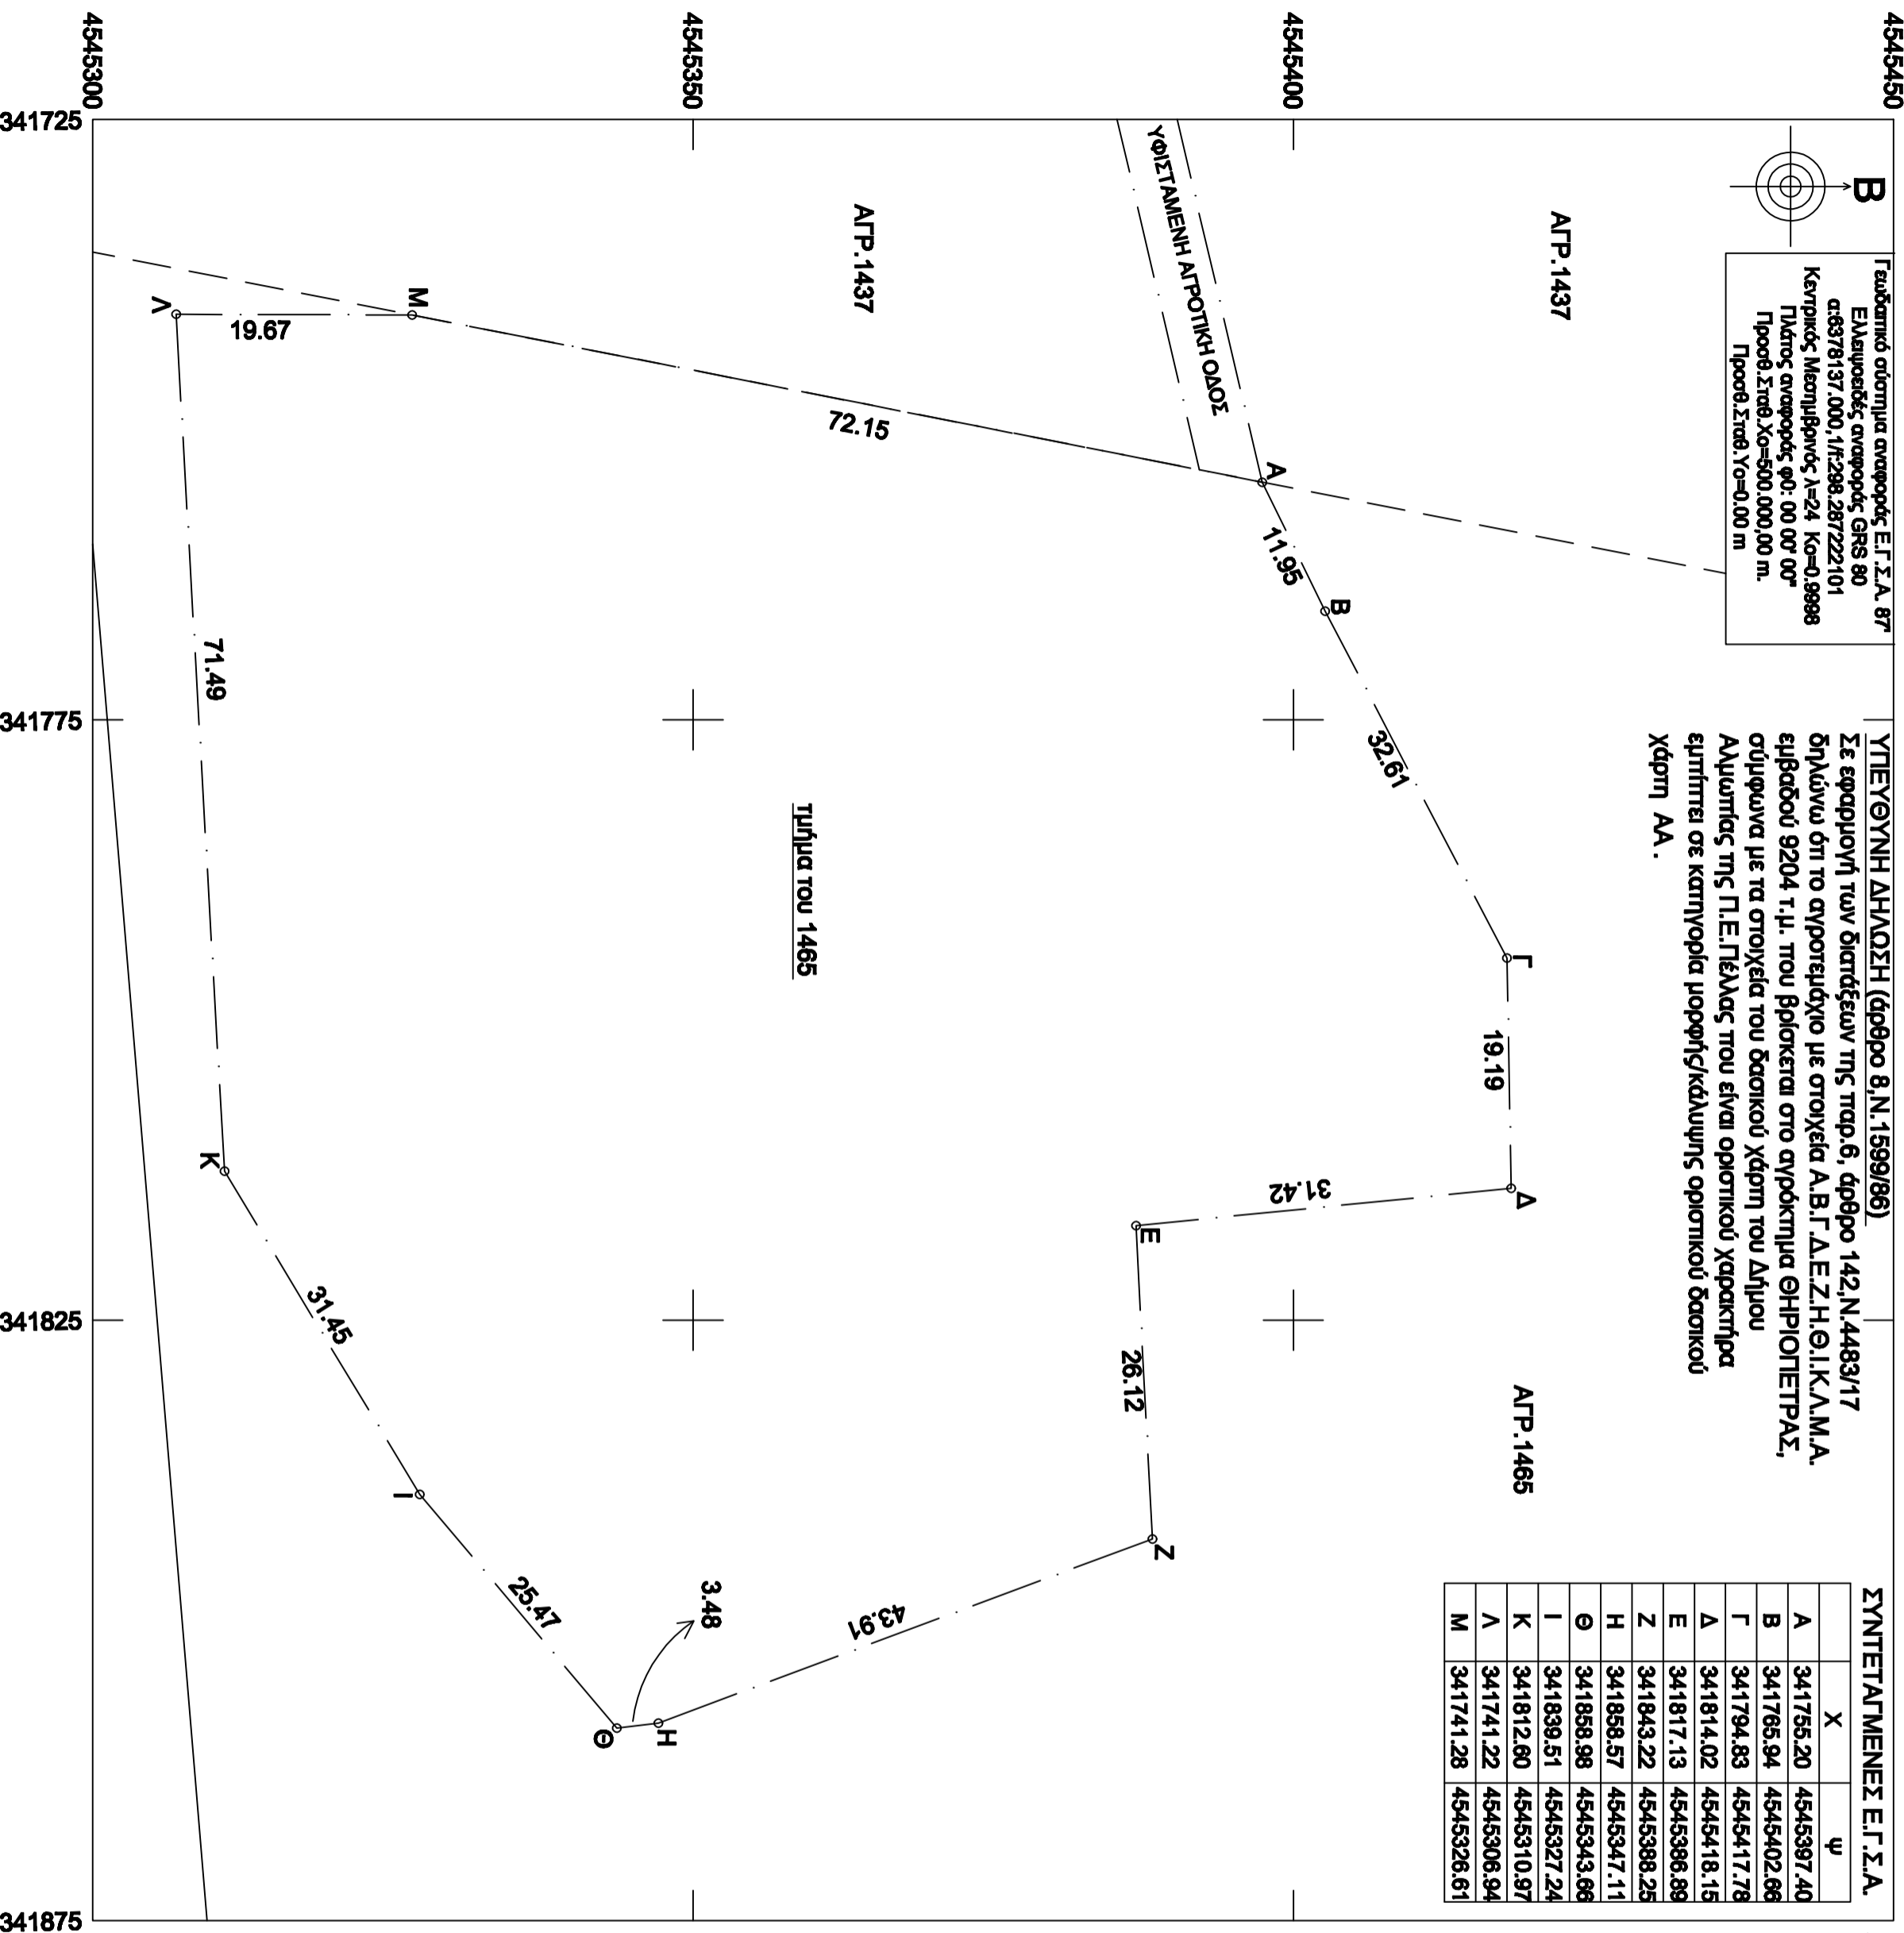 Β
Γεωδαιτικό σύστημα αναφοράς Ε.Γ.Σ.Α. 87'
Ελλειψοειδές αναφοράς GRS 80
α:6378137.000,1/f:298.287222101
Κεντρικός Μεσημβρινός λ=24 Κο=0.9998
Πλάτος αναφοράς φ0: 00 00' 00"
Προσθ.Σταθ.Χο=500.000,00 m.
Προσθ.Σταθ.Υο=0.00 m
ΥΠΕΥΘΥΝΗ ΔΗΛΩΣΗ (άρθρο 8,Ν.1599/86)
Σε εφαρμογή των διατάξεων της παρ.6, άρθρο 142,Ν.4483/17
δηλώνω ότι το αγροτεμάχιο με στοιχεία Α.Β.Γ.Δ.Ε.Ζ.Η.Θ.Ι.Κ.Λ.Μ.Α.
εμβαδού 9204 τ.μ. που βρίσκεται στο αγρόκτημα ΘΗΡΙΟΠΕΤΡΑΣ,
σύμφωνα με τα στοιχεία του δασικού χάρτη του Δήμου
Αλμωπίας της Π.Ε.Πέλλας που είναι οριστικού χαρακτήρα
εμπίπτει σε κατηγορία μορφής/κάλυψης οριστικού δασικού
χάρτη ΑΑ .
ΣΥΝΤΕΤΑΓΜΕΝΕΣ Ε.Γ.Σ.Α.
Χ Ψ
Α 341755.20 4545397.40
Β 341765.94 4545402.66
Γ 341794.83 4545417.78
Δ 341814.02 4545418.15
Ε 341817.13 4545386.89
Ζ 341843.22 4545388.25
Η 341858.57 4545347.11
Θ 341858.98 4545343.66
Ι 341839.51 4545327.24
Κ 341812.60 4545310.97
Λ 341741.22 4545306.94
Μ 341741.28 4545326.61
4545450
4545400
4545350
4545300
341725
341775
341825
341875
ΑΓΡ.1437
ΑΓΡ.1465
ΥΦΙΣΤΑΜΕΝΗ ΑΓΡΟΤΙΚΗ ΟΔΟΣ
ΑΓΡ.1437
τμήμα του 1465
Α
11.95
Β
32.61
Γ
19.19
Δ
31.42
Ε
26.12
Ζ
43.91
Η
3.48
Θ
25.47
Ι
31.45
Κ
71.49
Λ
19.67
Μ
72.15